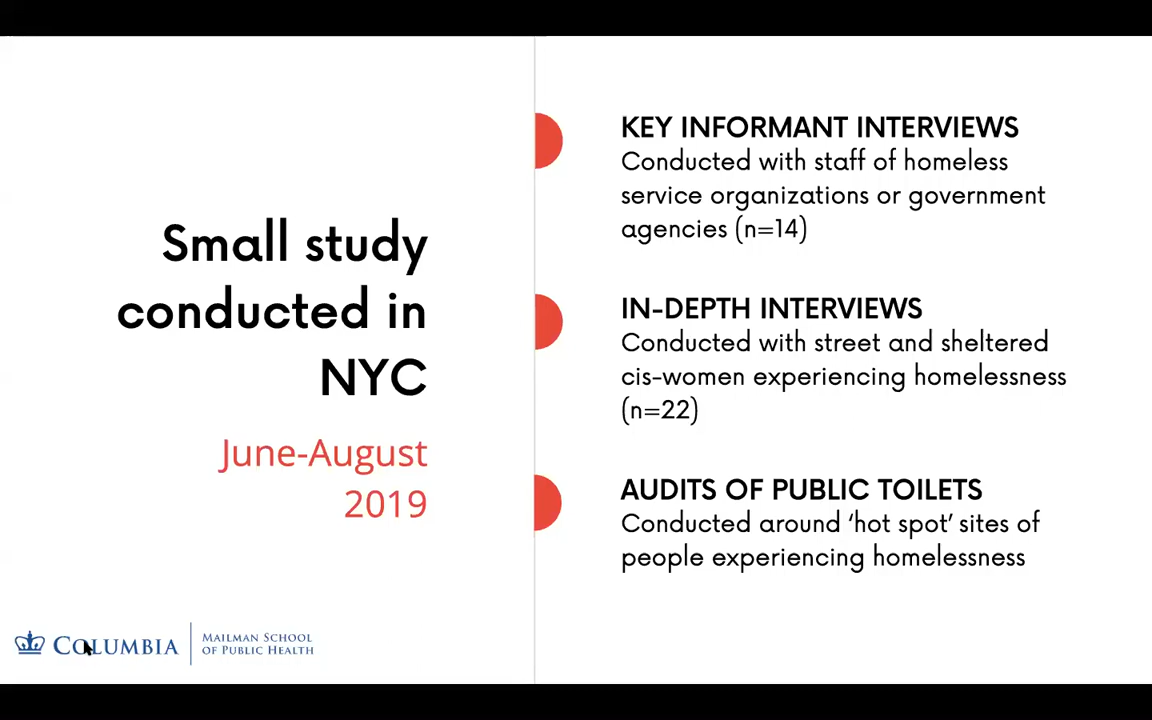 Small study
conducted in
NYC
June-August
2019
KEY INFORMANT INTERVIEWS
Conducted with staff of homeless
service organizations or government
agencies (n=14)
IN-DEPTH INTERVIEWS
Conducted with street and sheltered
cis-women experiencing homelessness
(n=22)
AUDITS OF PUBLIC TOILETS
Conducted around ‘hot spot’ sites of
people experiencing homelessness
COLUMBIA
MAILMAN SCHOOL
OF PUBLIC HEALTH